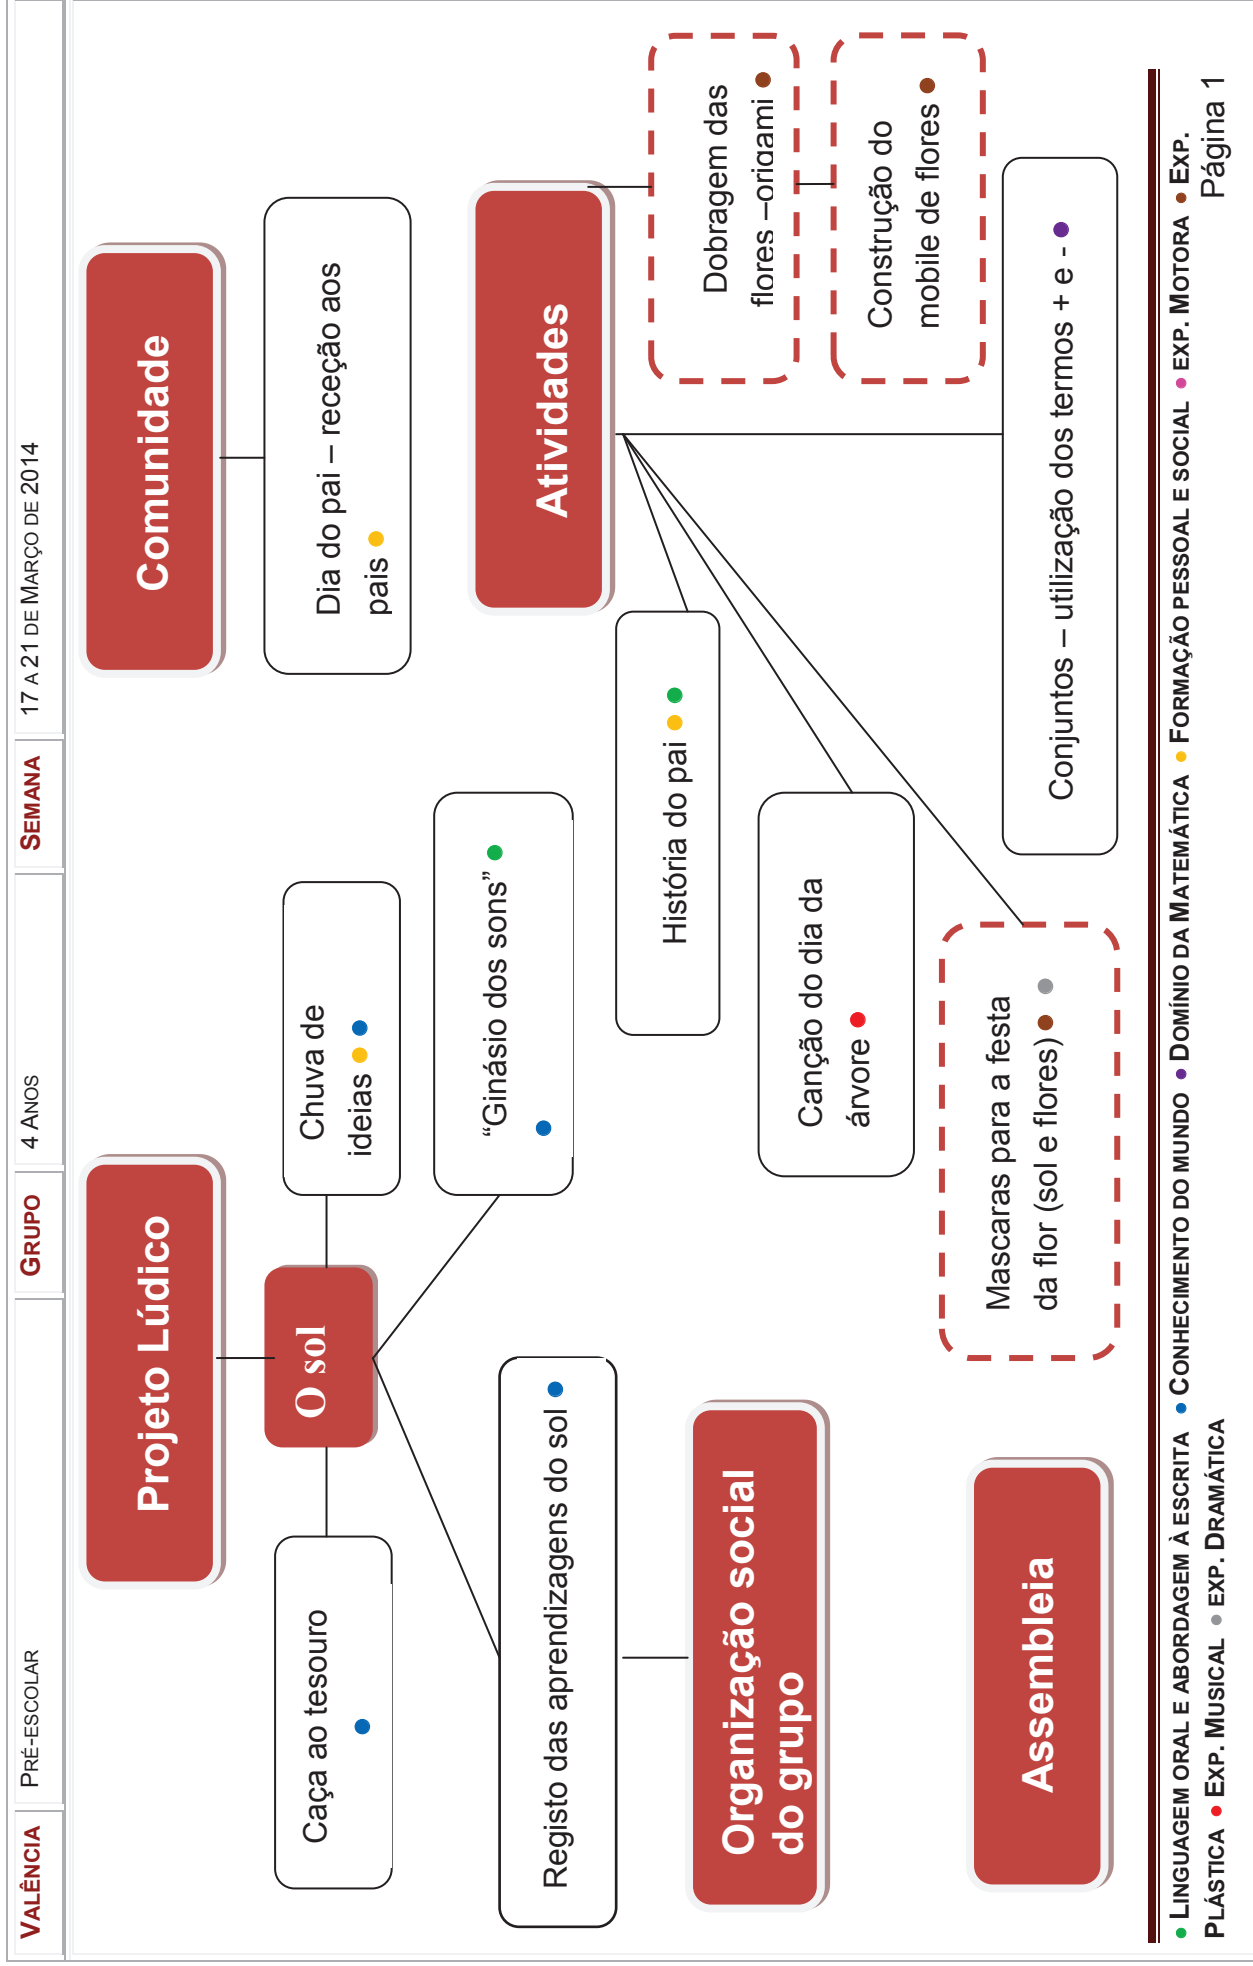 VALÊNCIA PRÉ-ESCOLAR GRUPO 4 ANOS SEMANA 17 A 21 DE MARÇO DE 2014
Projeto Lúdico
Comunidade
O sol
Caça ao tesouro
Chuva de
ideias
Dia do pai – receção aos
pais
“Ginásio dos sons”
Registo das aprendizagens do sol
Atividades
História do pai
Dobragem das
flores –origami
Organização social
do grupo
Canção do dia da
árvore
Construção do
mobile de flores
Mascaras para a festa
da flor (sol e flores)
Conjuntos – utilização dos termos + e -
Assembleia
• LINGUAGEM ORAL E ABORDAGEM À ESCRITA • CONHECIMENTO DO MUNDO • DOMÍNIO DA MATEMÁTICA • FORMAÇÃO PESSOAL E SOCIAL • EXP. MOTORA • EXP.
PLÁSTICA • EXP. MUSICAL • EXP. DRAMÁTICA
Página 1